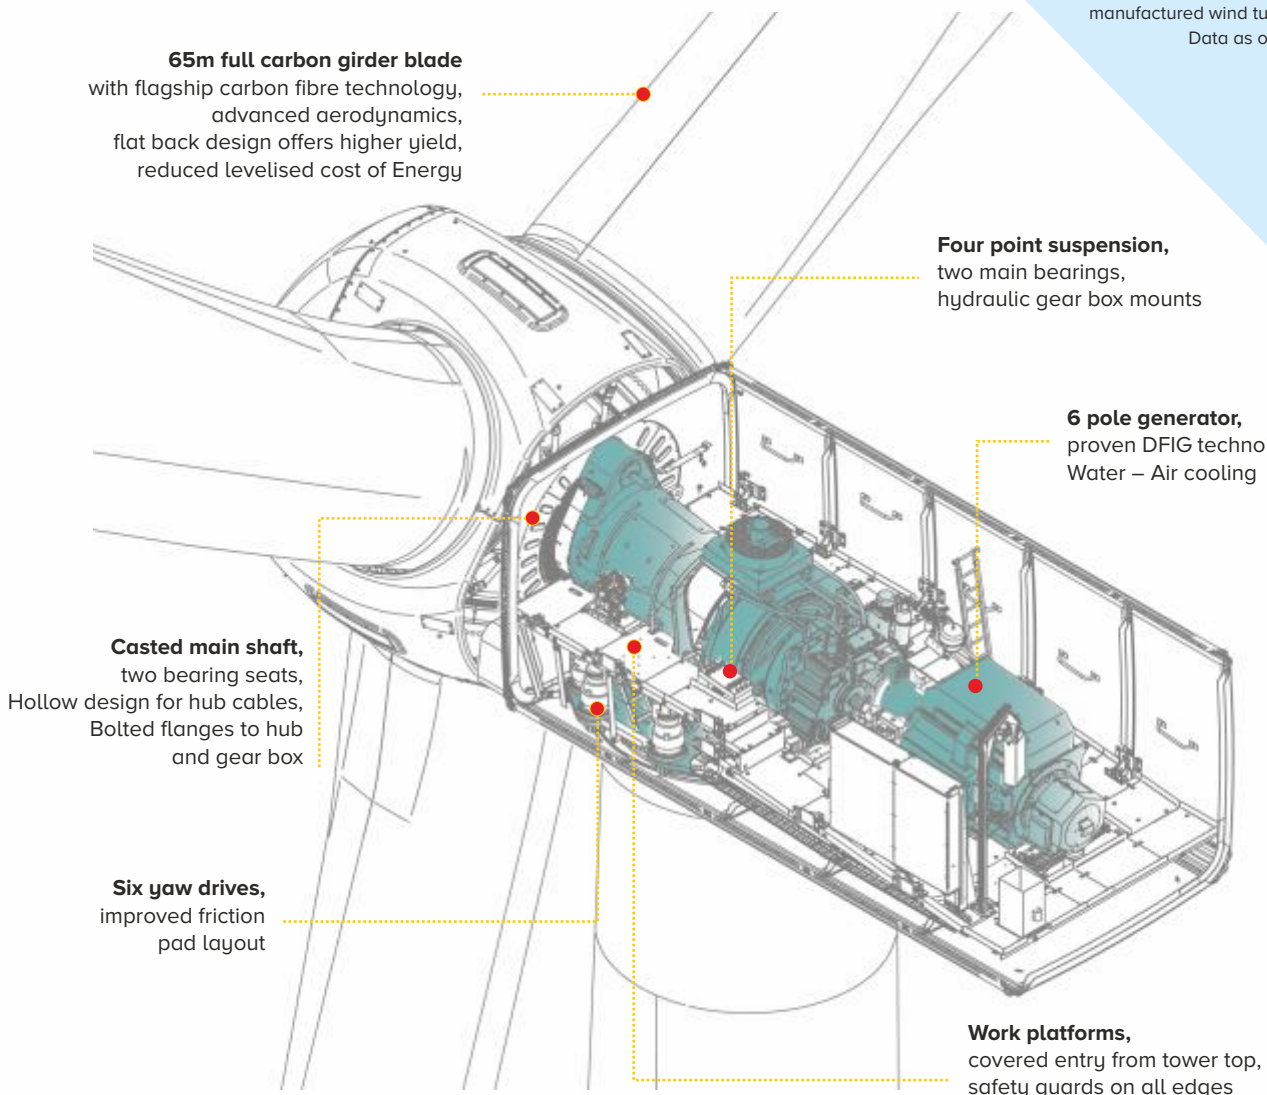 manufactured wind tu
Data as o
65m full carbon girder blade
with flagship carbon fibre technology,
advanced aerodynamics,
flat back design offers higher yield,
reduced levelised cost of Energy
Four point suspension,
two main bearings,
hydraulic gear box mounts
6 pole generator,
proven DFIG techno
Water – Air cooling
Casted main shaft,
two bearing seats,
Hollow design for hub cables,
Bolted flanges to hub
and gear box
Six yaw drives,
improved friction
pad layout
Work platforms,
covered entry from tower top,
safety guards on all edges